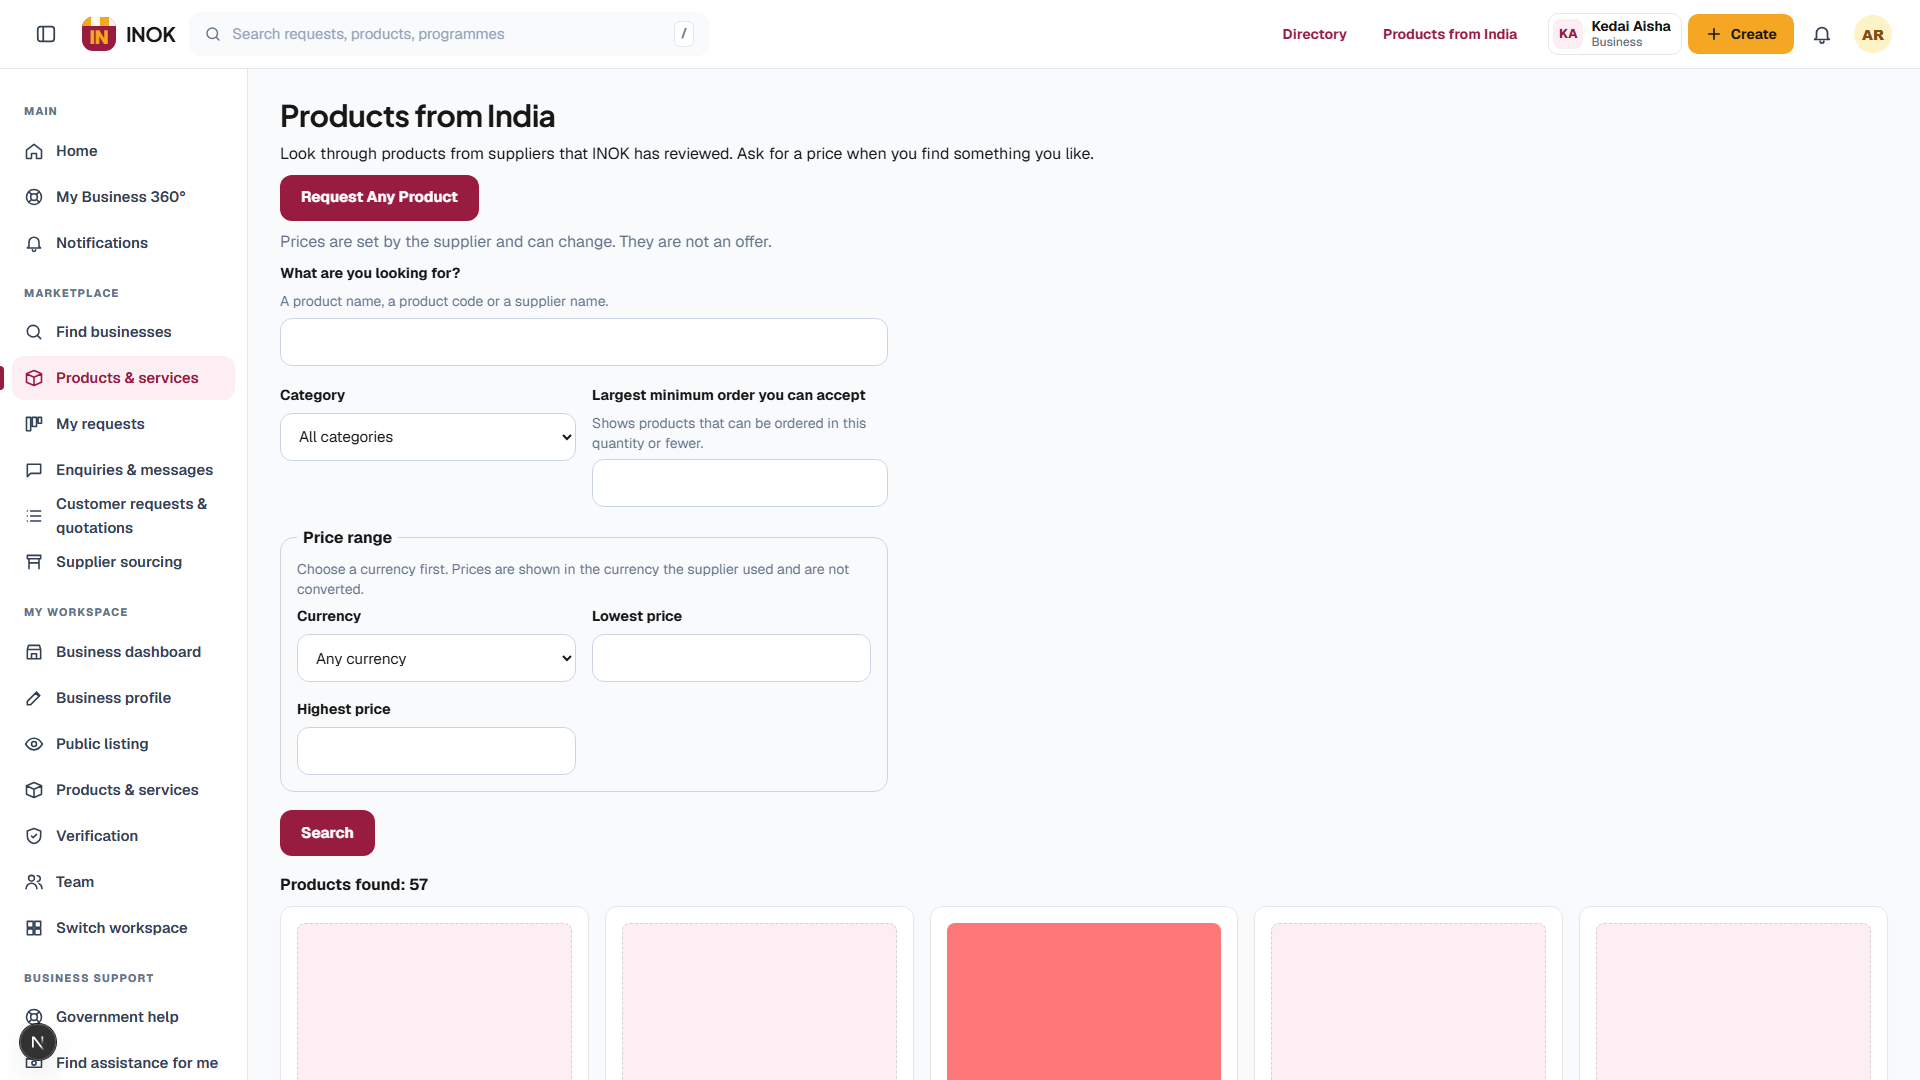 IN INOK
Search requests, products, programmes
/
Directory
Products from India
KA
Kedai Aisha
Business
Create
AR
MAIN
Home
My Business 360°
Notifications
MARKETPLACE
Find businesses
Products & services
My requests
Enquiries & messages
Customer requests &
quotations
Supplier sourcing
MY WORKSPACE
Business dashboard
Business profile
Public listing
Products & services
Verification
Team
Switch workspace
BUSINESS SUPPORT
Government help
N
Find assistance for me
Products from India
Look through products from suppliers that INOK has reviewed. Ask for a price when you find something you like.
Request Any Product
Prices are set by the supplier and can change. They are not an offer.
What are you looking for?
A product name, a product code or a supplier name.
Category
All categories
Largest minimum order you can accept
Shows products that can be ordered in this
quantity or fewer.
Price range
Choose a currency first. Prices are shown in the currency the supplier used and are not
converted.
Currency
Any currency
Lowest price
Highest price
Search
Products found: 57